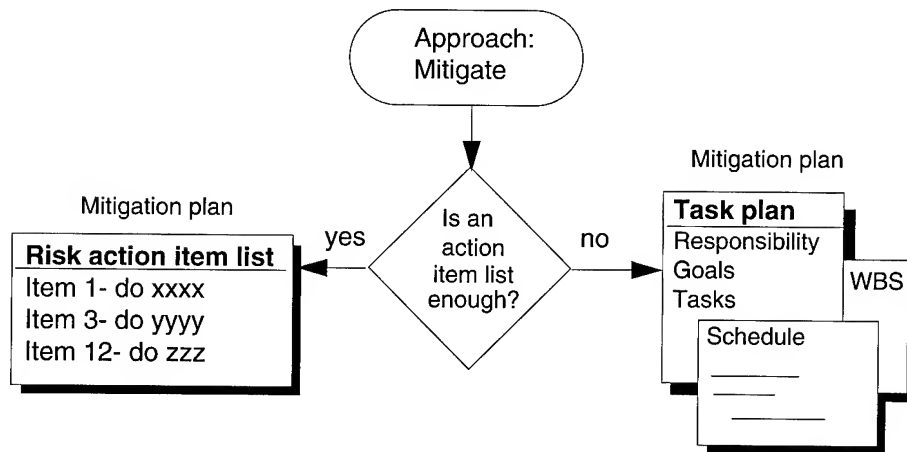 Approach:
Mitigate
Is an
action
item list
enough?
yes
no
Mitigation plan
Risk action item list
Item 1- do xxxx
Item 3- do yyyy
Item 12- do zzz
Mitigation plan
Task plan
Responsibility
Goals
Tasks
WBS
Schedule